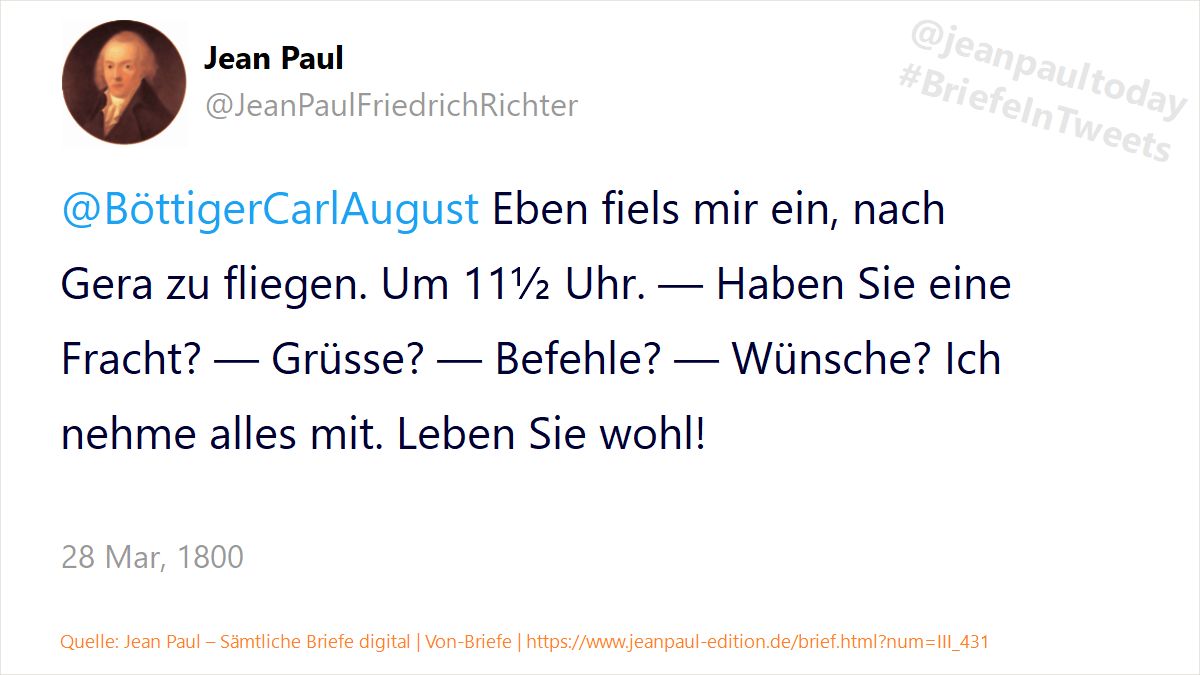 Jean Paul
@JeanPaulFriedrichRichter
@jeanpaultoday
#BriefeInTweets
@BöttigerCarlAugust Eben fiels mir ein, nach
Gera zu fliegen. Um 11½ Uhr. — Haben Sie eine
Fracht? — Grüsse? — Befehle? — Wünsche? Ich
nehme alles mit. Leben Sie wohl!
28 Mar, 1800
Quelle: Jean Paul – Sämtliche Briefe digital | Von-Briefe | https://www.jeanpaul-edition.de/brief.html?num=III_431